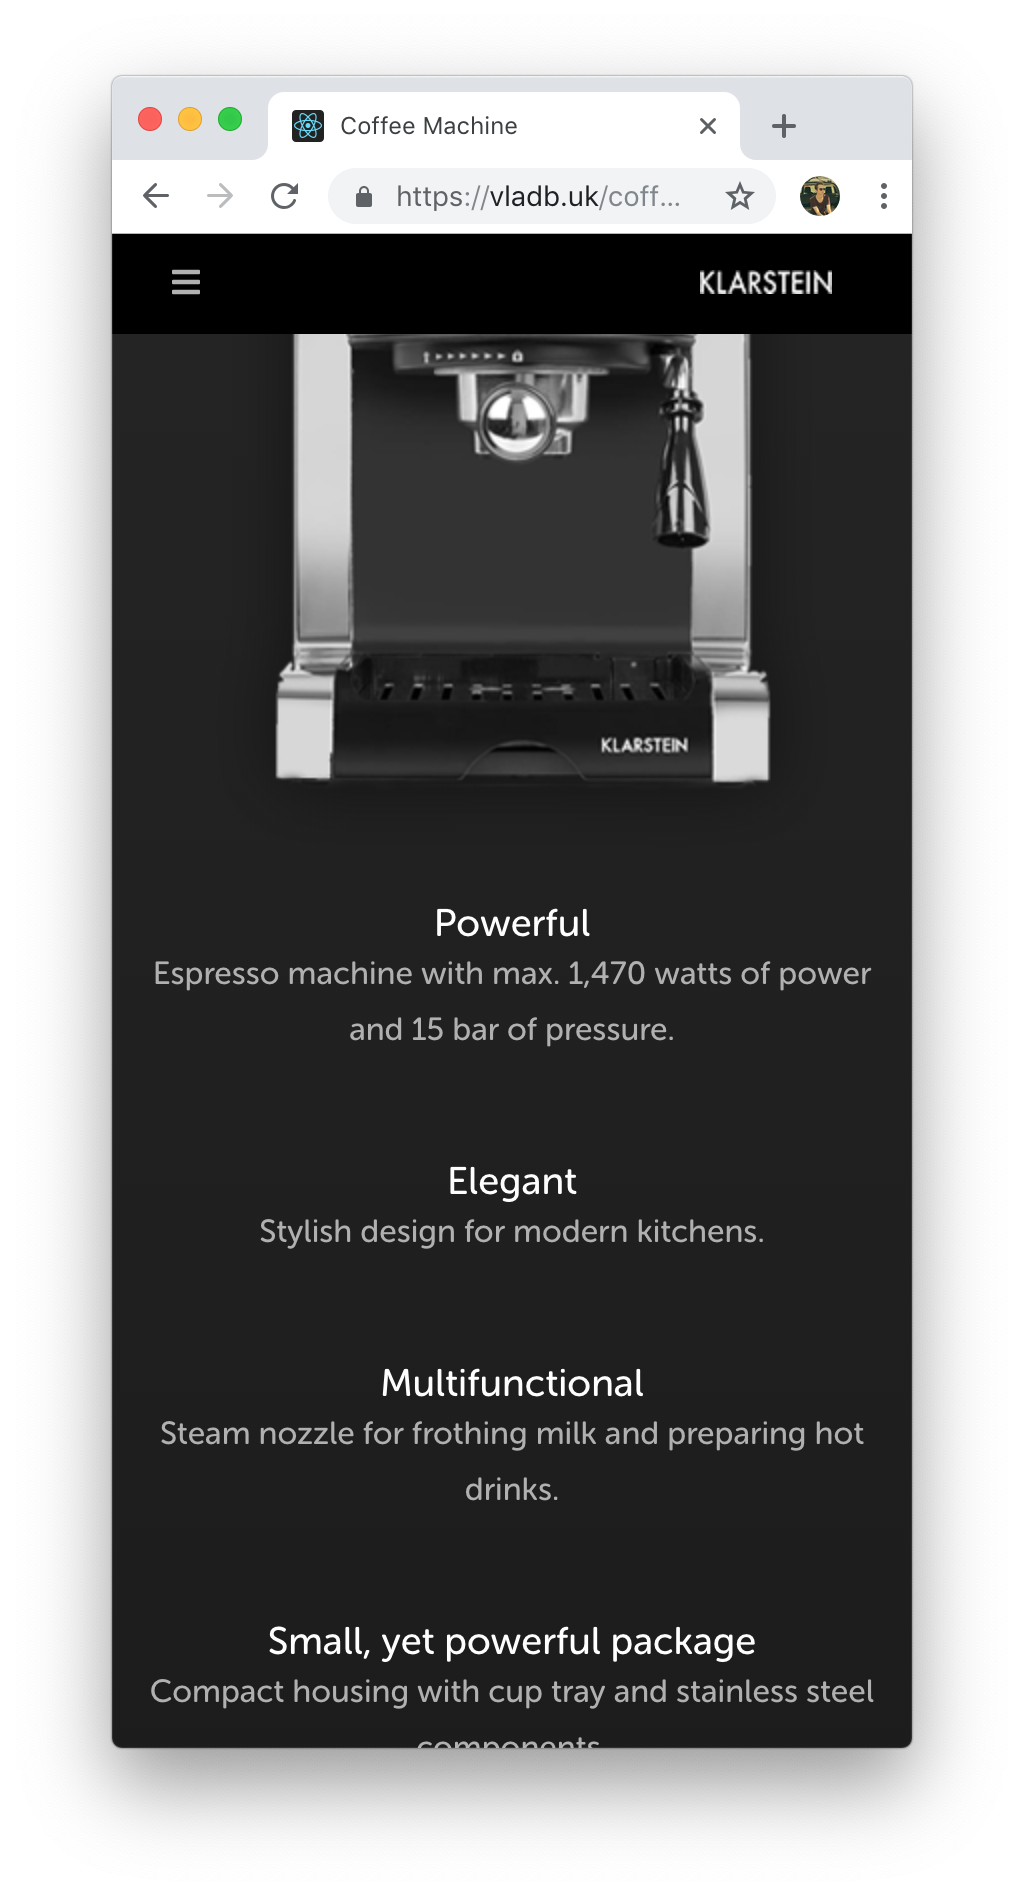 Coffee Machine
https://vladb.uk/coff...
KLARSTEIN
KLARSTEIN
Powerful
Espresso machine with max. 1,470 watts of power
and 15 bar of pressure.
Elegant
Stylish design for modern kitchens.
Multifunctional
Steam nozzle for frothing milk and preparing hot
drinks.
Small, yet powerful package
Compact housing with cup tray and stainless steel
components.